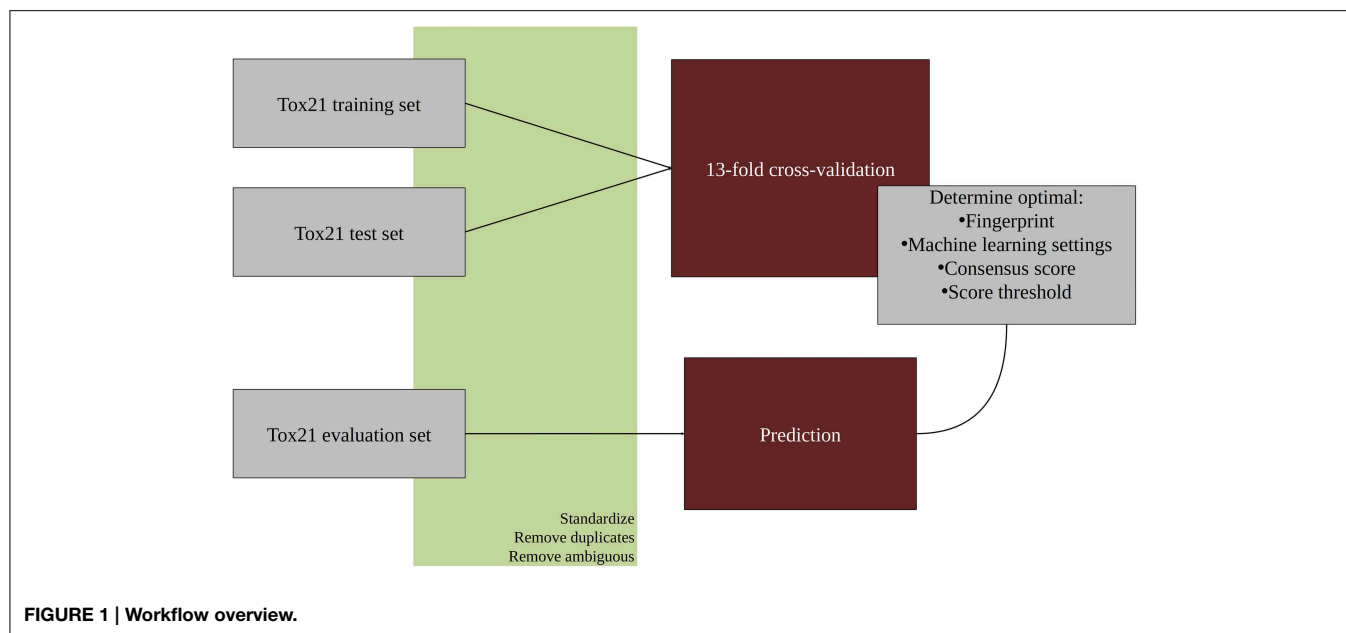 Tox21 training set
Tox21 test set
13-fold cross-validation
Determine optimal:
•Fingerprint
•Machine learning settings
•Consensus score
•Score threshold
Tox21 evaluation set
Prediction
Standardize
Remove duplicates
Remove ambiguous
FIGURE 1 | Workflow overview.